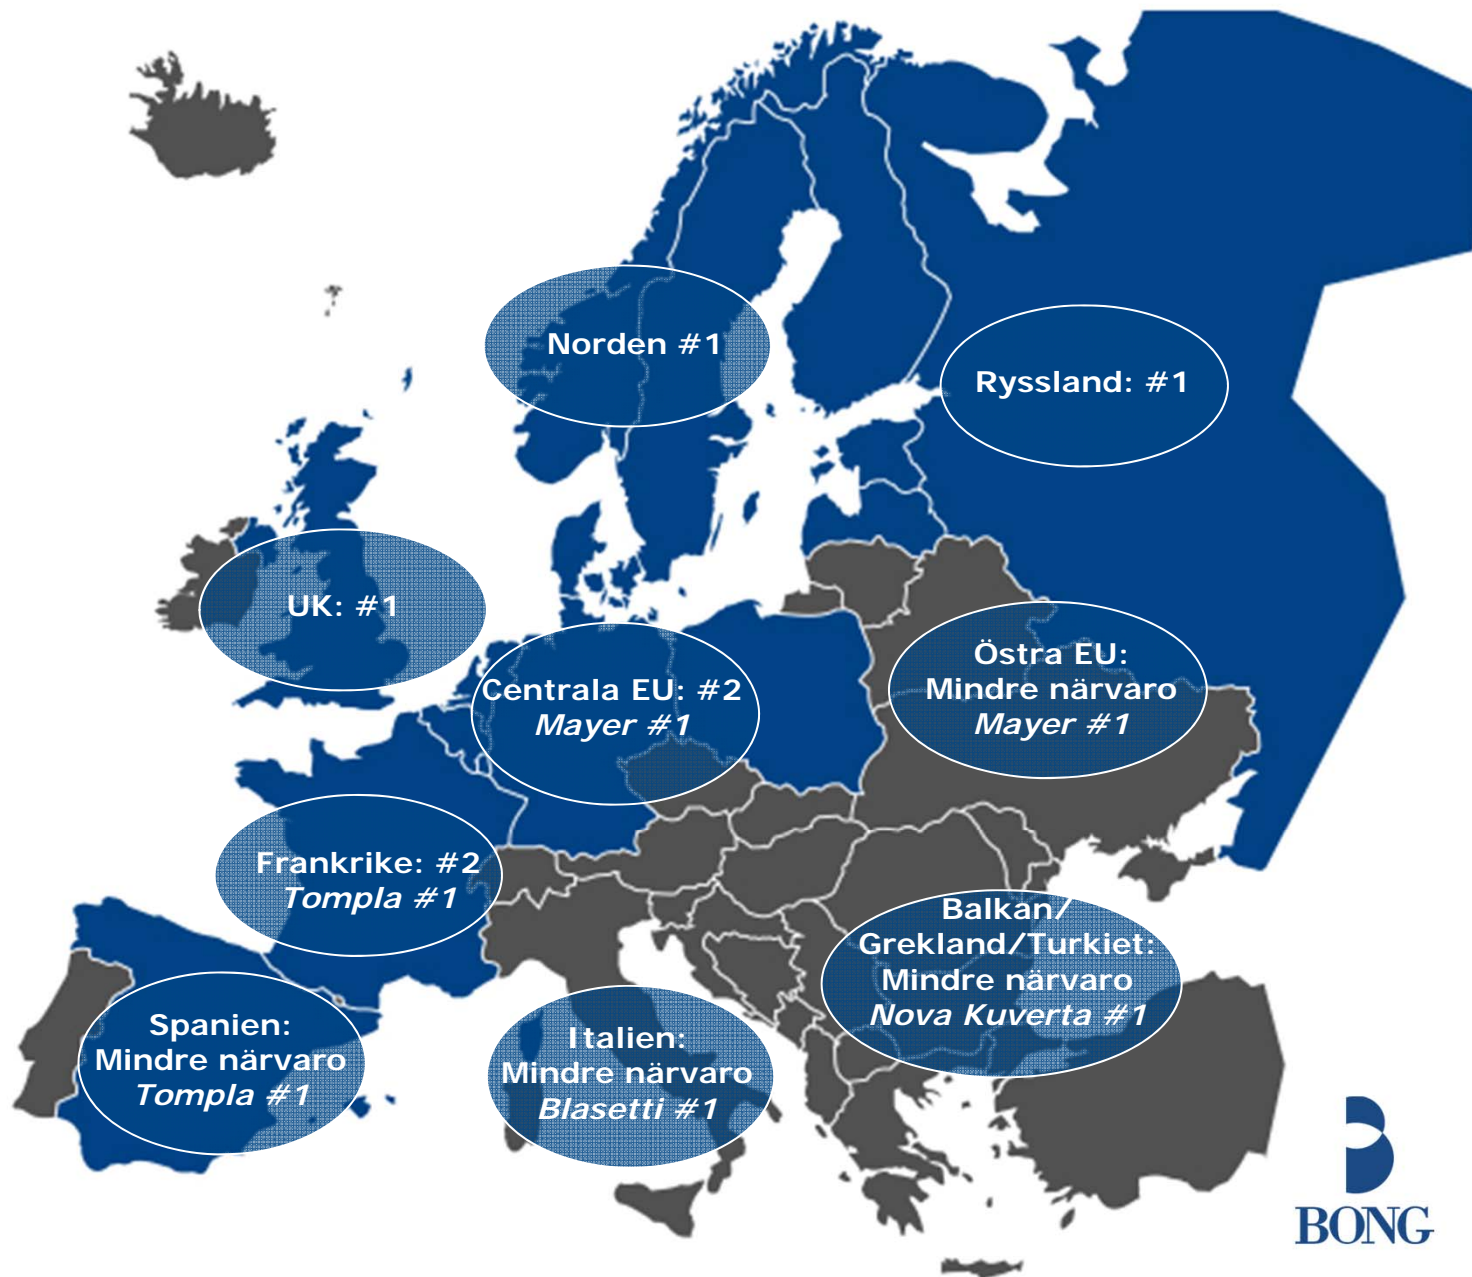 Norden #1
Ryssland: #1
UK: #1
Centrala EU: #2
Mayer #1
Östra EU:
Mindre närvaro
Mayer #1
Frankrike: #2
Tompla #1
Balkan/
Grekland/Turkiet:
Mindre närvaro
Nova Kuverta #1
Spanien:
Mindre närvaro
Tompla #1
Italien:
Mindre närvaro
Blasetti #1
BONG